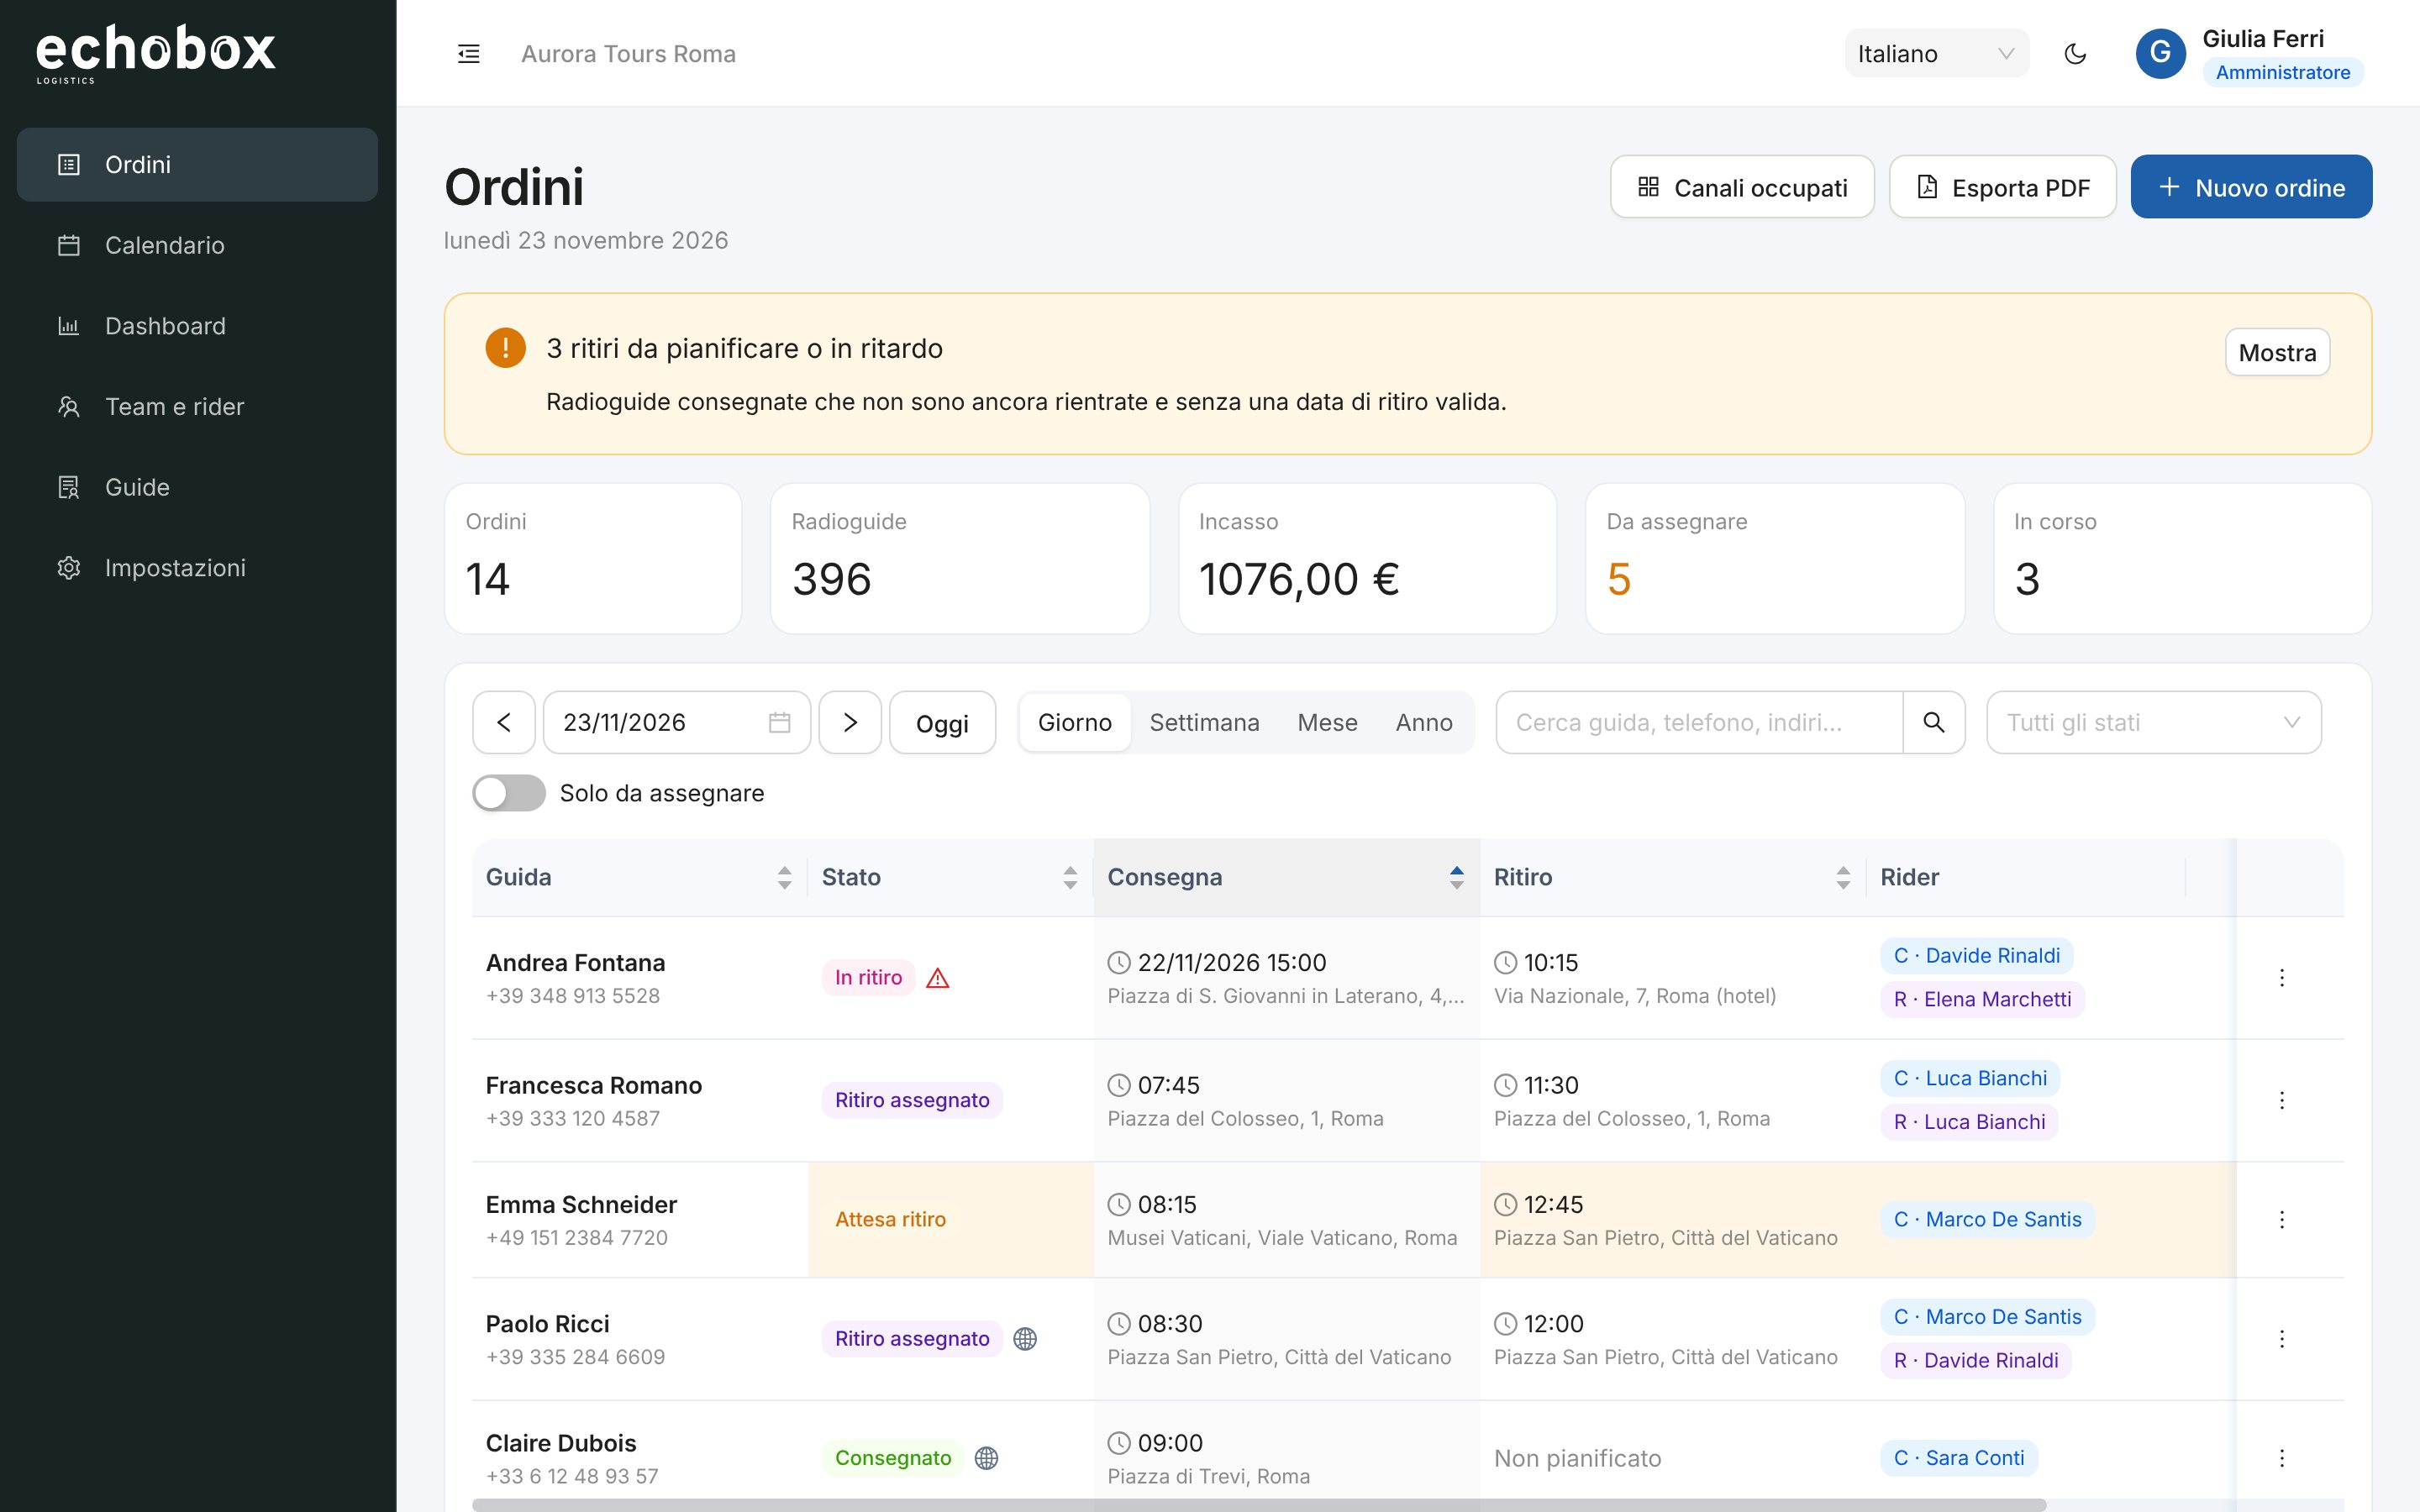 echobox
LOGISTICS
Ordini
Calendario
Dashboard
Team e rider
Guide
Impostazioni
Aurora Tours Roma
Italiano
G
Giulia Ferri
Amministratore
Ordini
lunedì 23 novembre 2026
Canali occupati
Esporta PDF
Nuovo ordine
3 ritiri da pianificare o in ritardo
Radioguide consegnate che non sono ancora rientrate e senza una data di ritiro valida.
Mostra
Ordini
14
Radioguide
396
Incasso
1076,00 €
Da assegnare
5
In corso
3
23/11/2026
Oggi
Giorno
Settimana
Mese
Anno
Cerca guida, telefono, indiri...
Tutti gli stati
Solo da assegnare
Guida
Stato
Consegna
Ritiro
Rider
Andrea Fontana
+39 348 913 5528
In ritiro
22/11/2026 15:00
Piazza di S. Giovanni in Laterano, 4,...
10:15
Via Nazionale, 7, Roma (hotel)
C · Davide Rinaldi
R · Elena Marchetti
Francesca Romano
+39 333 120 4587
Ritiro assegnato
07:45
Piazza del Colosseo, 1, Roma
11:30
Piazza del Colosseo, 1, Roma
C · Luca Bianchi
R · Luca Bianchi
Emma Schneider
+49 151 2384 7720
Attesa ritiro
08:15
Musei Vaticani, Viale Vaticano, Roma
12:45
Piazza San Pietro, Città del Vaticano
C · Marco De Santis
Paolo Ricci
+39 335 284 6609
Ritiro assegnato
08:30
Piazza San Pietro, Città del Vaticano
12:00
Piazza San Pietro, Città del Vaticano
C · Marco De Santis
R · Davide Rinaldi
Claire Dubois
+33 6 12 48 93 57
Consegnato
09:00
Piazza di Trevi, Roma
Non pianificato
C · Sara Conti